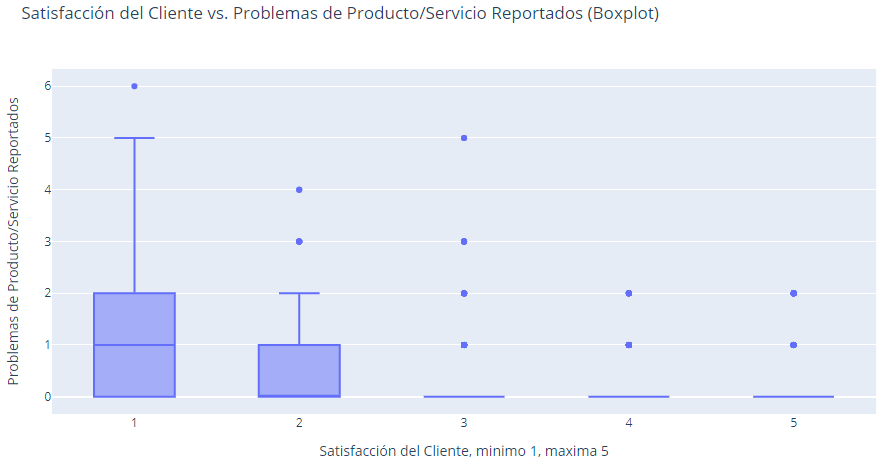 Satisfacción del Cliente vs. Problemas de Producto/Servicio Reportados (Boxplot)
Problemas de Producto/Servicio Reportados
6
5
4
3
2
1
0
1 2 3 4 5
Satisfacción del Cliente, minimo 1, maxima 5